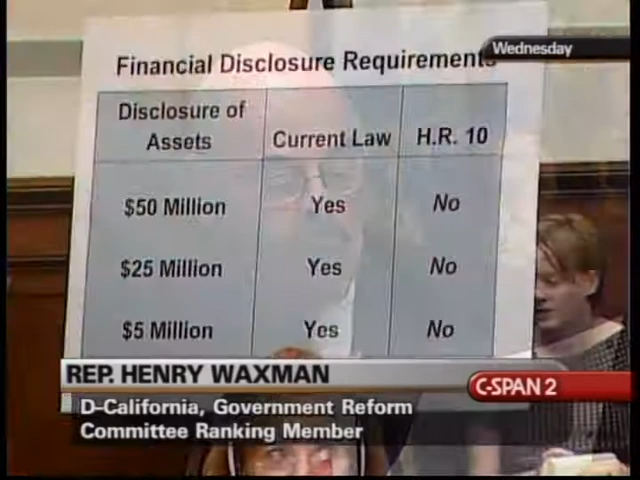 Wednesday
Financial Disclosure Requirements
Disclosure of
Assets
Current Law
H.R. 10
$50 Million Yes No
$25 Million Yes No
$5 Million Yes No
REP. HENRY WAXMAN
C-SPAN 2
D-California, Government Reform
Committee Ranking Member